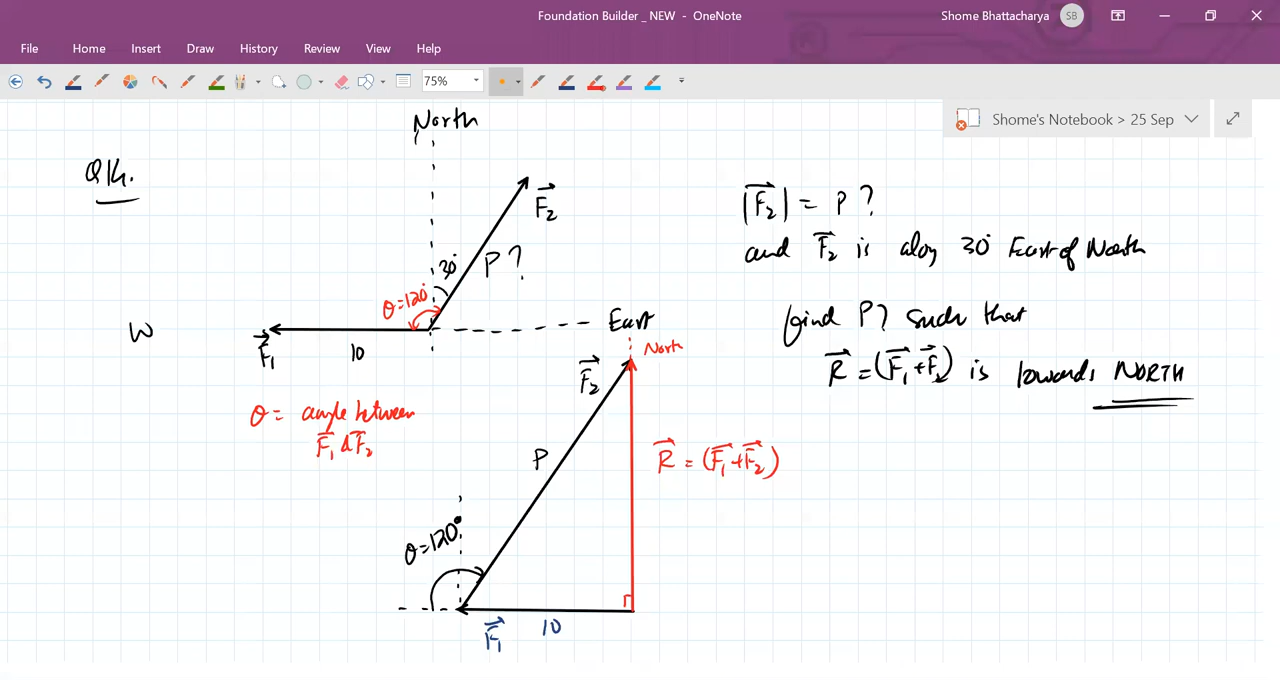 Foundation Builder _ NEW - OneNote
Shome Bhattacharya SB
File Home Insert Draw History Review View Help
75%
Shome's Notebook > 25 Sep
North
Q14.
F2
30°
P?
θ=120°
W
East
F1
10
|F2| = P?
and F2 is along 30° East of North
find P? such that
R = (F1+F2) is towards NORTH
θ = angle between
F1 & F2
North
F2
P
R = (F1+F2)
θ=120°
F1
10